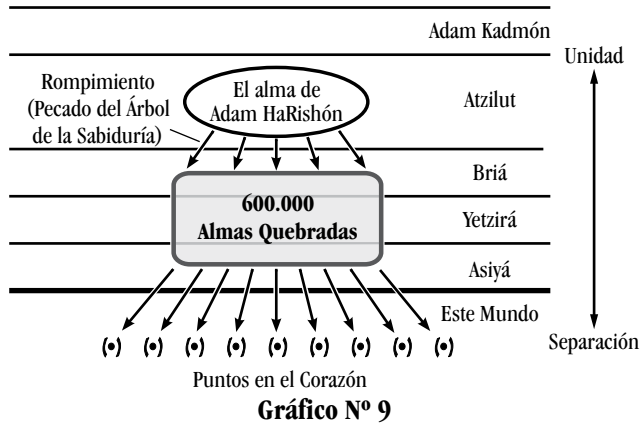 Adam Kadmón
Unidad
Rompimiento
(Pecado del Árbol
de la Sabiduría)
El alma de
Adam HaRishón
Atzilut
Briá
600.000
Almas Quebradas
Yetzirá
Asiyá
Este Mundo
Separación
Puntos en el Corazón
Gráfico Nº 9